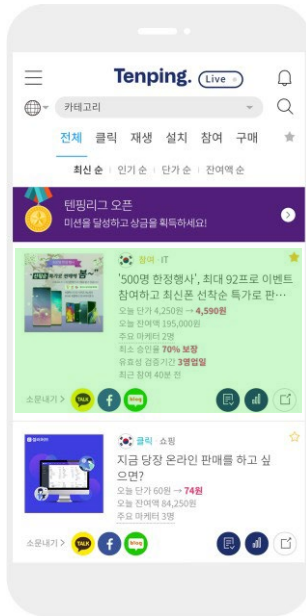 Tenping. Live
카테고리
전체 클릭 재생 설치 참여 구매
최신 순 인기 순 단가 순 잔여액 순
텐핑리그 오픈
미션을 달성하고 상금을 획득하세요!
참여 · IT
'500명 한정행사', 최대 92프로 이벤트
참여하고 최신폰 선착순 특가로 판…
오늘 단가 4,250원 → 4,590원
오늘 잔여액 195,000원
주요 마케터 2명
최소 승인율 70% 보장
유효성 검증기간 3영업일
최근 참여 40분 전
소문내기 > TALK f blog
클릭 · 쇼핑
지금 당장 온라인 판매를 하고 싶
으면?
오늘 단가 60원 → 74원
오늘 잔여액 84,250원
주요 마케터 3명
소문내기 > TALK f blog